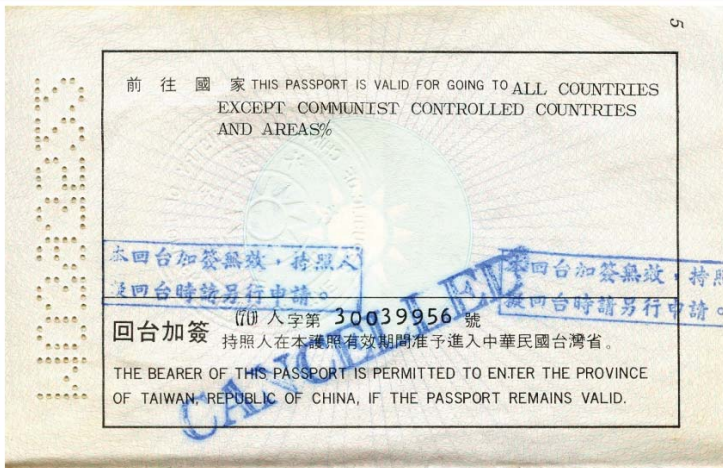 5
前往國家 THIS PASSPORT IS VALID FOR GOING TO ALL COUNTRIES
EXCEPT COMMUNIST CONTROLLED COUNTRIES
AND AREAS%
本回台加簽無效，持照人
擬回台時請另行申請。
本回台加簽無效，持照
擬回台時請另行申請。
回台加簽
(70) 人字第 30039956 號
持照人在本護照有效期間准予進入中華民國台灣省。
THE BEARER OF THIS PASSPORT IS PERMITTED TO ENTER THE PROVINCE
OF TAIWAN, REPUBLIC OF CHINA, IF THE PASSPORT REMAINS VALID.
CANCELLED